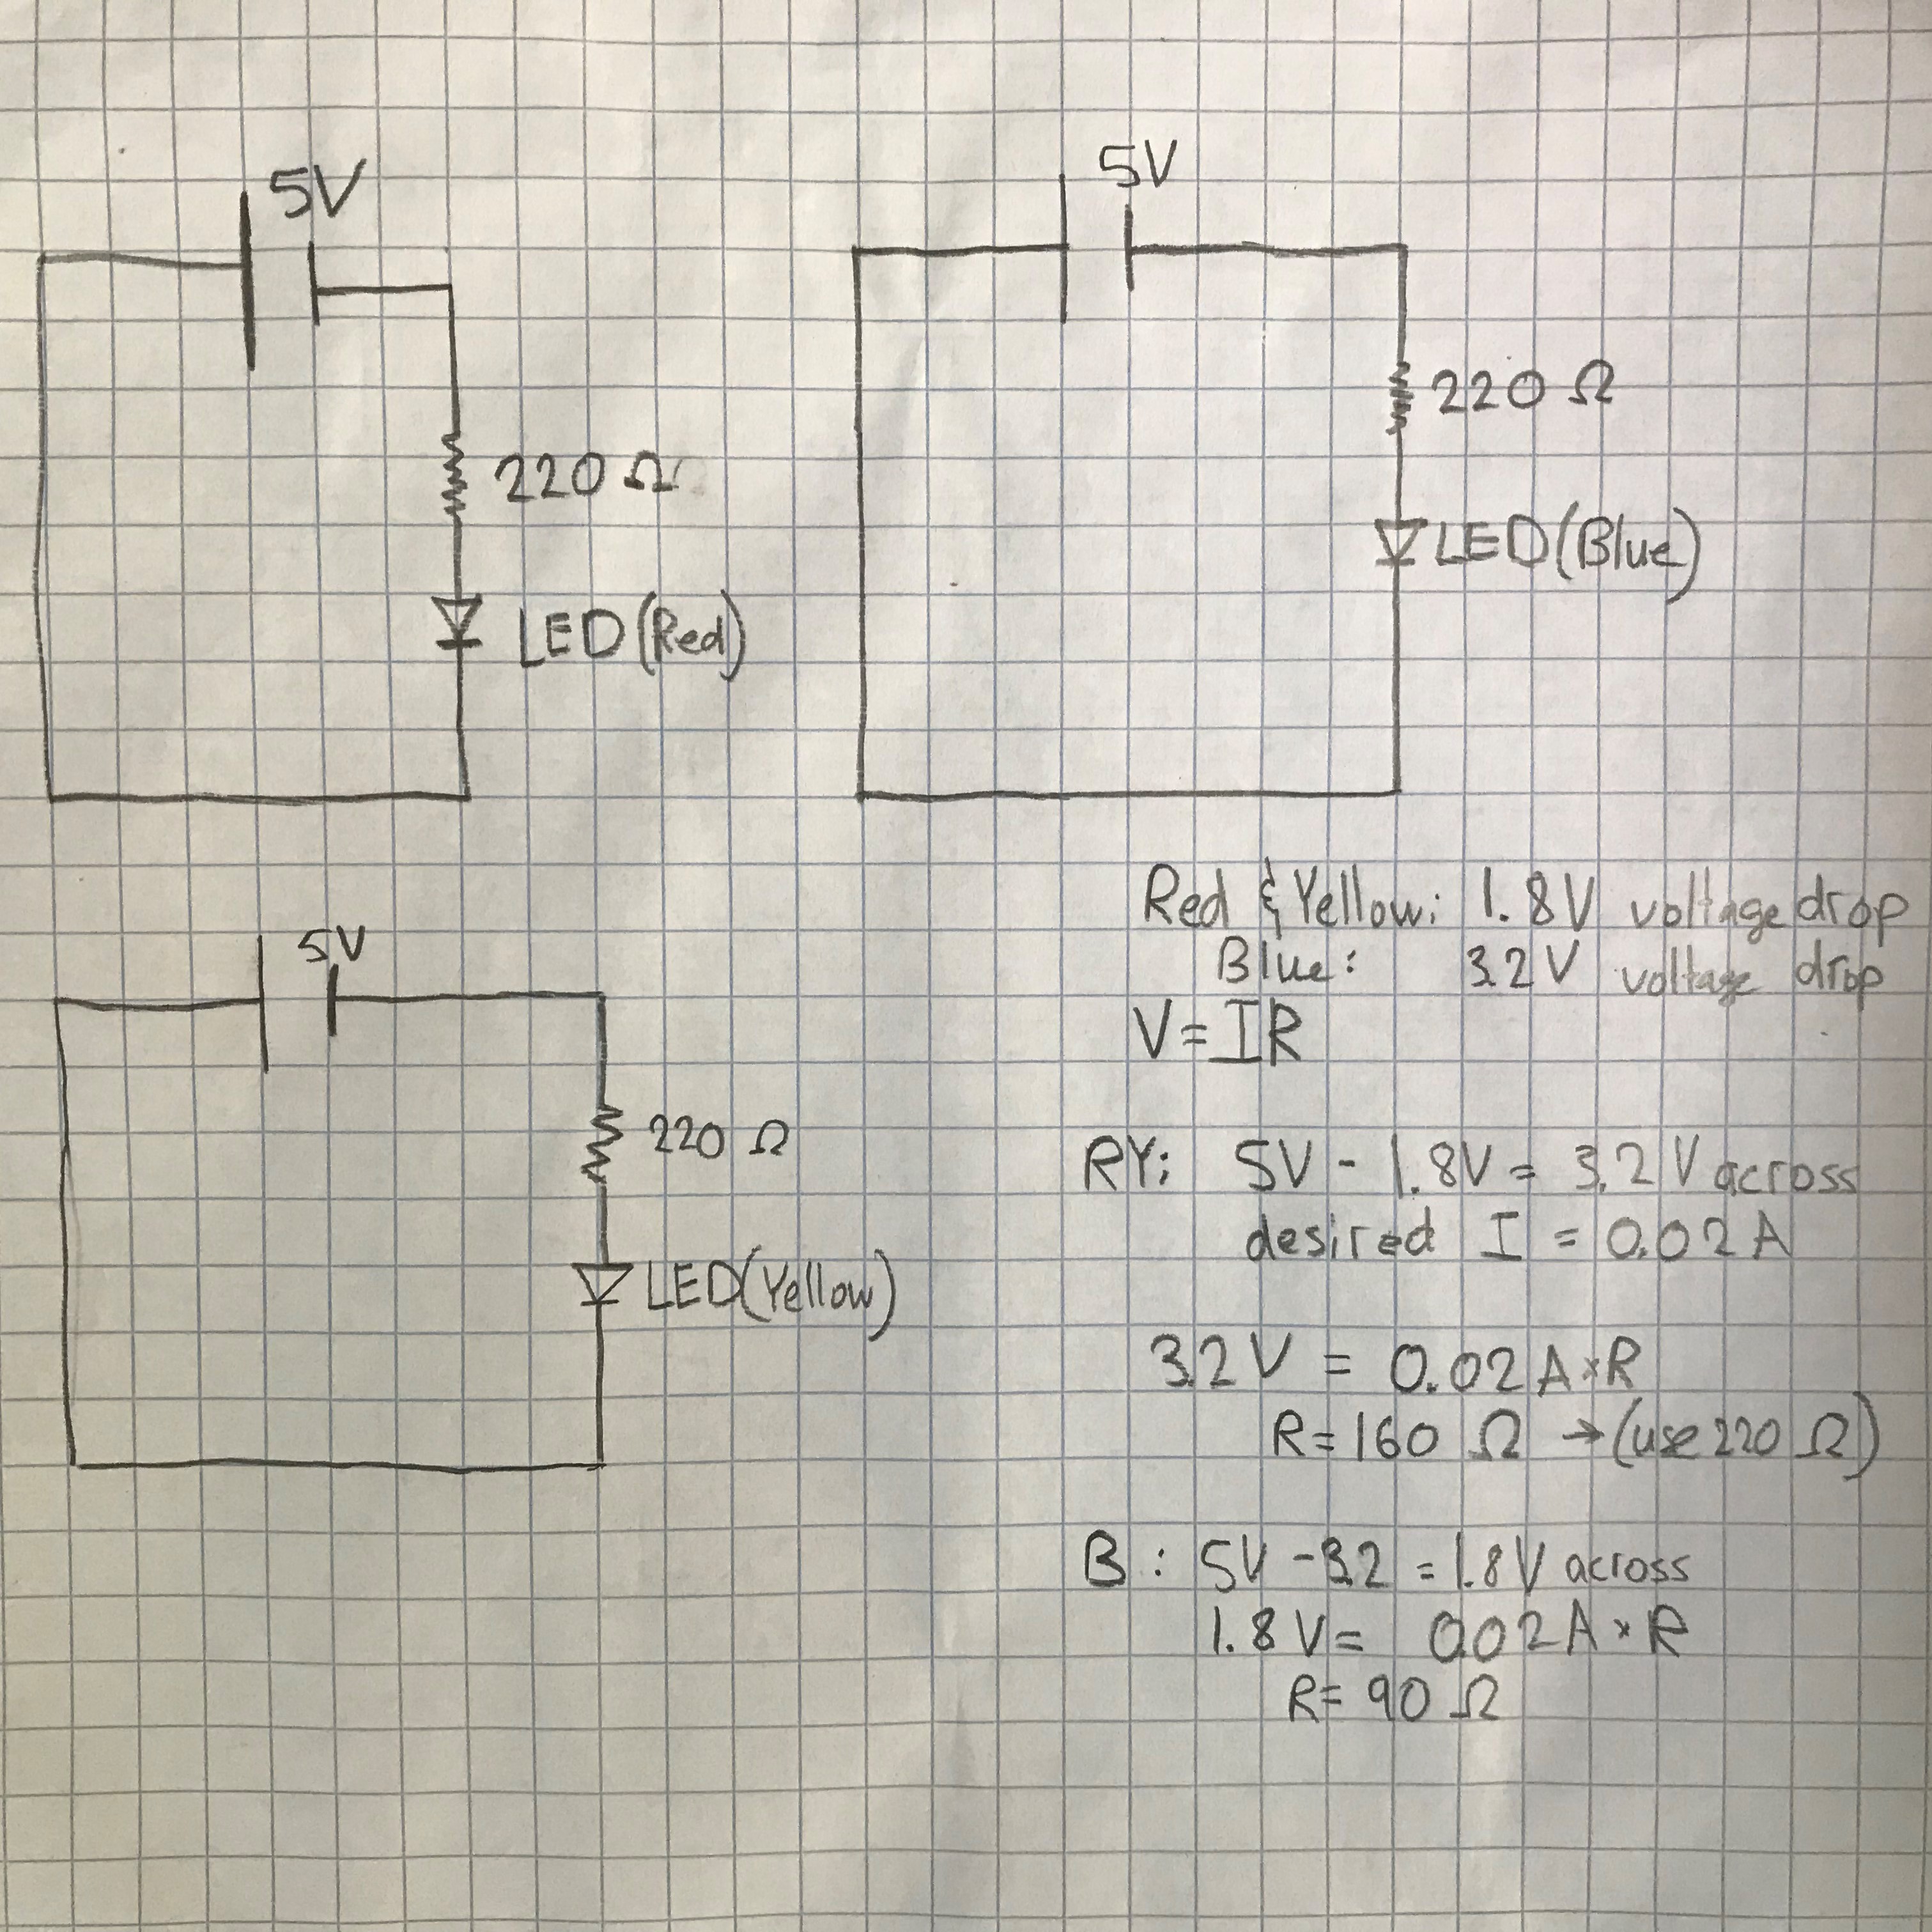 5V
220 Ω
LED (Red)
5V
220 Ω
LED (Blue)
5V
220 Ω
LED (Yellow)
Red & Yellow: 1.8V voltage drop
Blue: 3.2V voltage drop
V = IR
RY: 5V - 1.8V = 3.2V across
desired I = 0.02A
3.2V = 0.02A × R
R = 160 Ω → (use 220 Ω)
B : 5V - 3.2 = 1.8V across
1.8V = 0.02A × R
R = 90 Ω